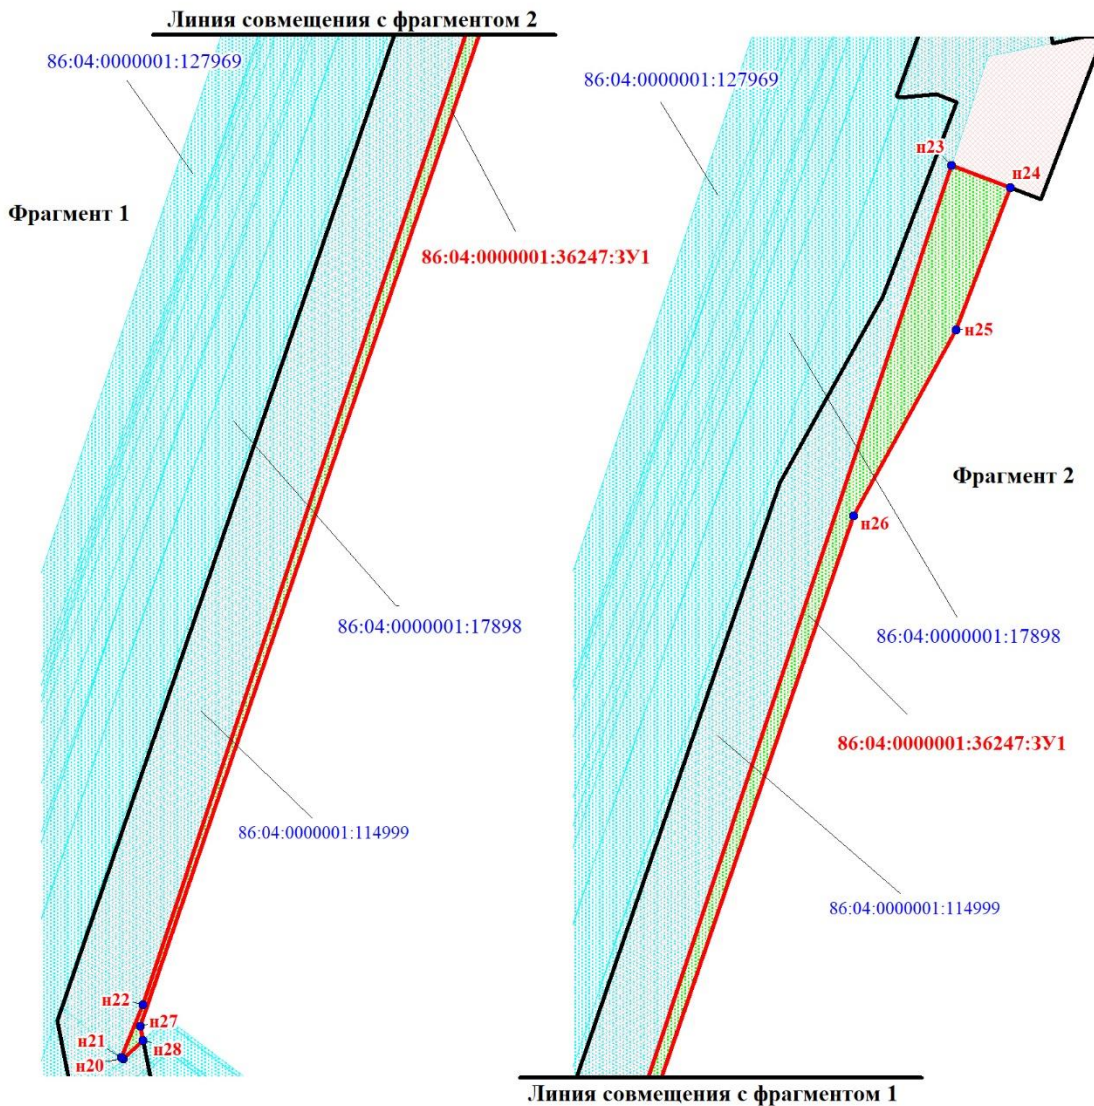 Линия совмещения с фрагментом 2
86:04:0000001:127969
Фрагмент 1
86:04:0000001:36247:ЗУ1
86:04:0000001:17898
86:04:0000001:114999
н22
н27
н21
н28
н20
86:04:0000001:127969
н23
н24
н25
Фрагмент 2
н26
86:04:0000001:17898
86:04:0000001:36247:ЗУ1
86:04:0000001:114999
Линия совмещения с фрагментом 1